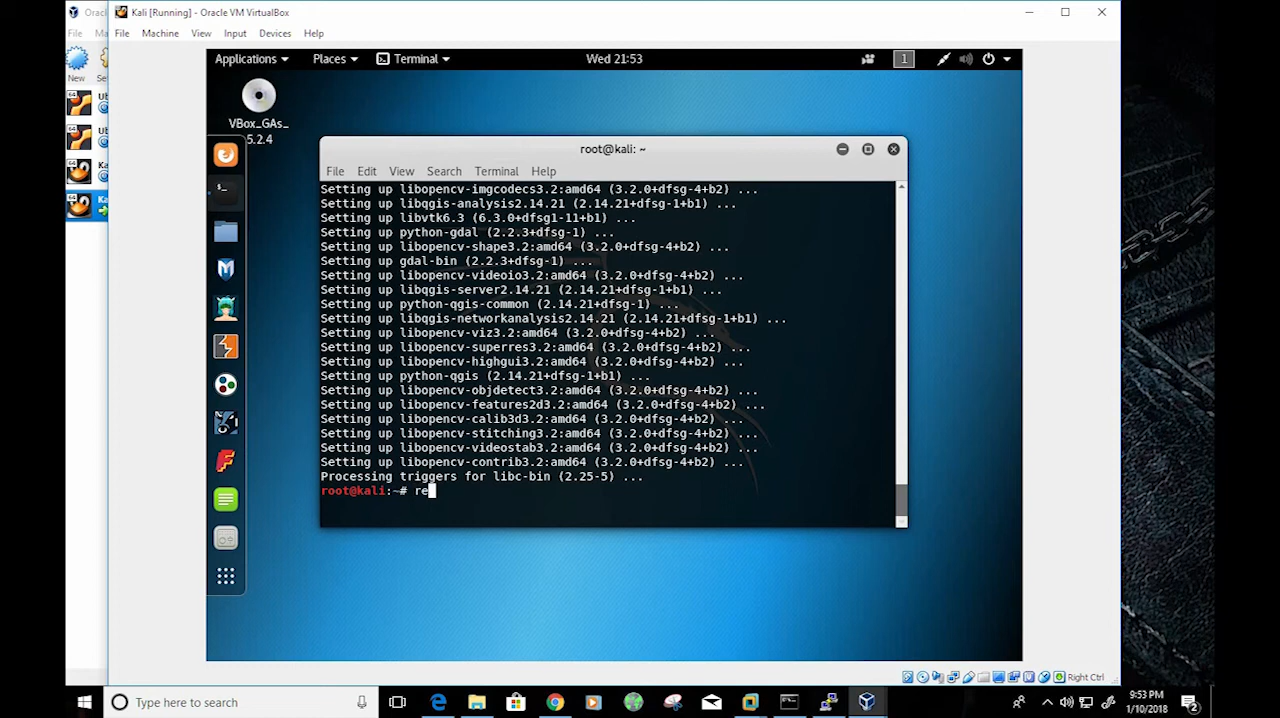 Orac
Kali [Running] - Oracle VM VirtualBox
File Ma
File Machine View Input Devices Help
New Se
Applications Places Terminal Wed 21:53 1
VBox_GAs_
5.2.4
root@kali: ~
File Edit View Search Terminal Help
Setting up libopencv-imgcodecs3.2:amd64 (3.2.0+dfsg-4+b2) ...
Setting up libqgis-analysis2.14.21 (2.14.21+dfsg-1+b1) ...
Setting up libvtk6.3 (6.3.0+dfsg1-11+b1) ...
Setting up python-gdal (2.2.3+dfsg-1) ...
Setting up libopencv-shape3.2:amd64 (3.2.0+dfsg-4+b2) ...
Setting up gdal-bin (2.2.3+dfsg-1) ...
Setting up libopencv-videoio3.2:amd64 (3.2.0+dfsg-4+b2) ...
Setting up libqgis-server2.14.21 (2.14.21+dfsg-1+b1) ...
Setting up python-qgis-common (2.14.21+dfsg-1) ...
Setting up libqgis-networkanalysis2.14.21 (2.14.21+dfsg-1+b1) ...
Setting up libopencv-viz3.2:amd64 (3.2.0+dfsg-4+b2) ...
Setting up libopencv-superres3.2:amd64 (3.2.0+dfsg-4+b2) ...
Setting up libopencv-highgui3.2:amd64 (3.2.0+dfsg-4+b2) ...
Setting up python-qgis (2.14.21+dfsg-1+b1) ...
Setting up libopencv-objdetect3.2:amd64 (3.2.0+dfsg-4+b2) ...
Setting up libopencv-features2d3.2:amd64 (3.2.0+dfsg-4+b2) ...
Setting up libopencv-calib3d3.2:amd64 (3.2.0+dfsg-4+b2) ...
Setting up libopencv-stitching3.2:amd64 (3.2.0+dfsg-4+b2) ...
Setting up libopencv-videostab3.2:amd64 (3.2.0+dfsg-4+b2) ...
Setting up libopencv-contrib3.2:amd64 (3.2.0+dfsg-4+b2) ...
Processing triggers for libc-bin (2.25-5) ...
root@kali:~# re
Right Ctrl
Type here to search
9:53 PM
1/10/2018
2